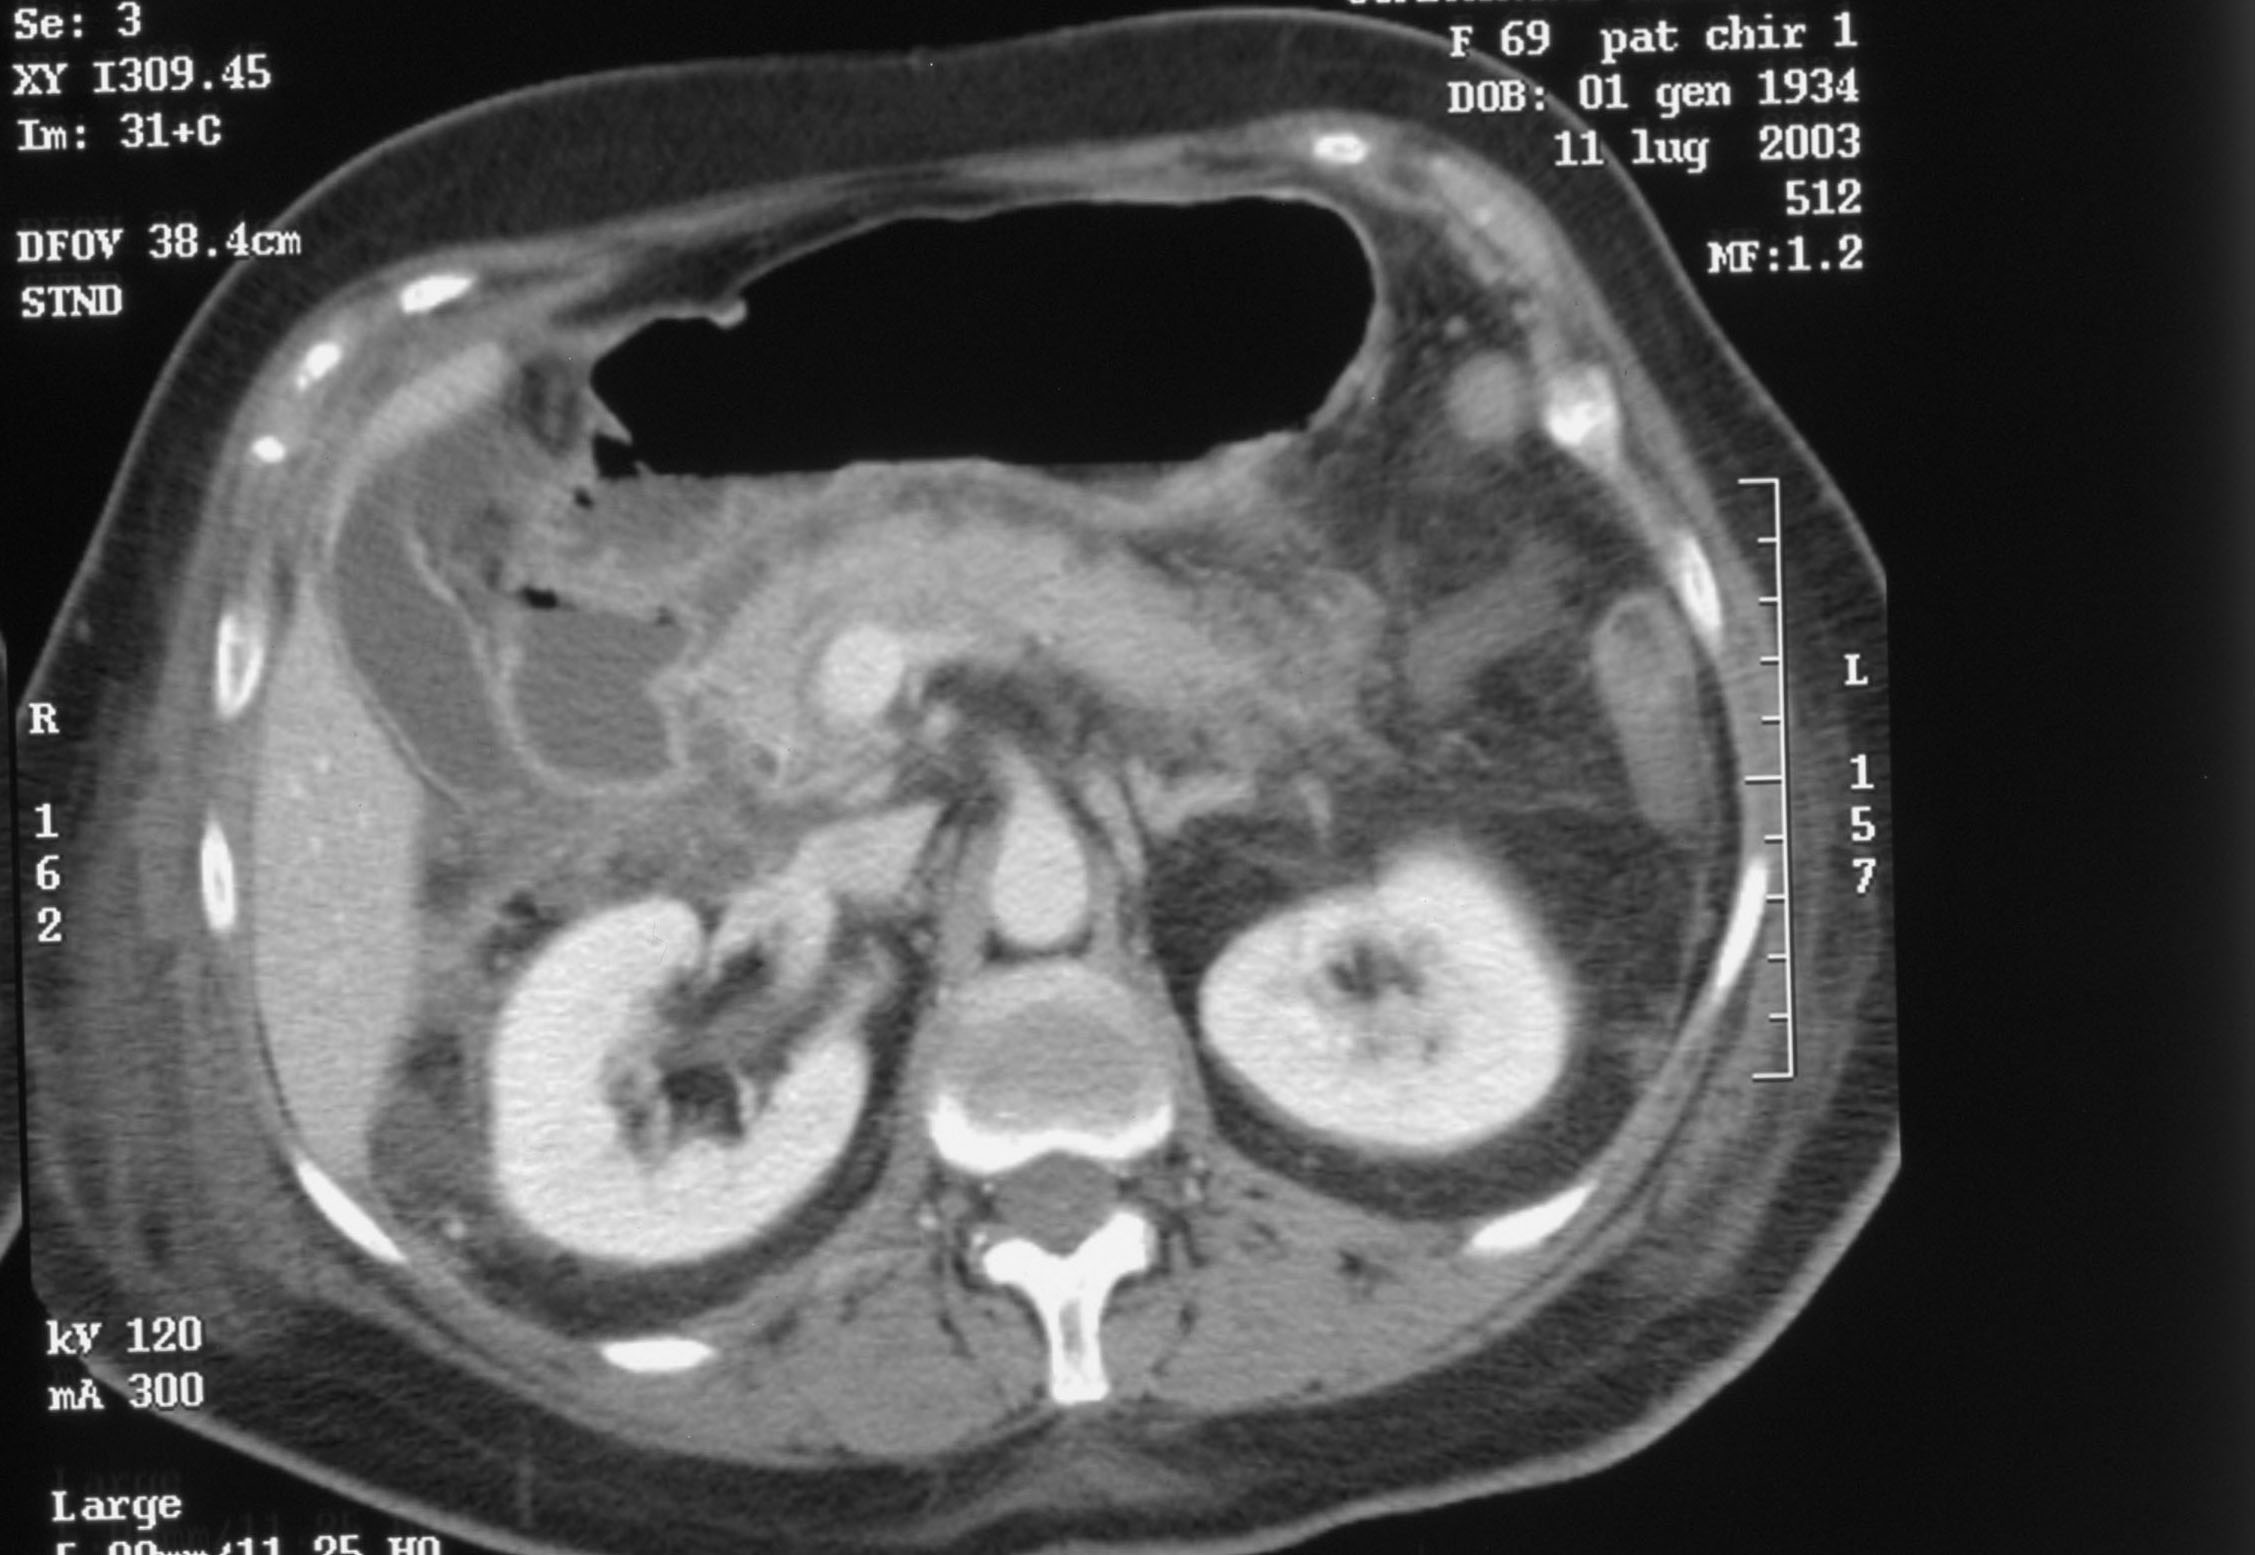 Se: 3
XY I309.45
Im: 31+C
DFOV 38.4cm
STND
F 69 pat chir 1
DOB: 01 gen 1934
11 lug 2003
512
MF:1.2
R
1
6
2
L
1
5
7
kV 120
mA 300
Large